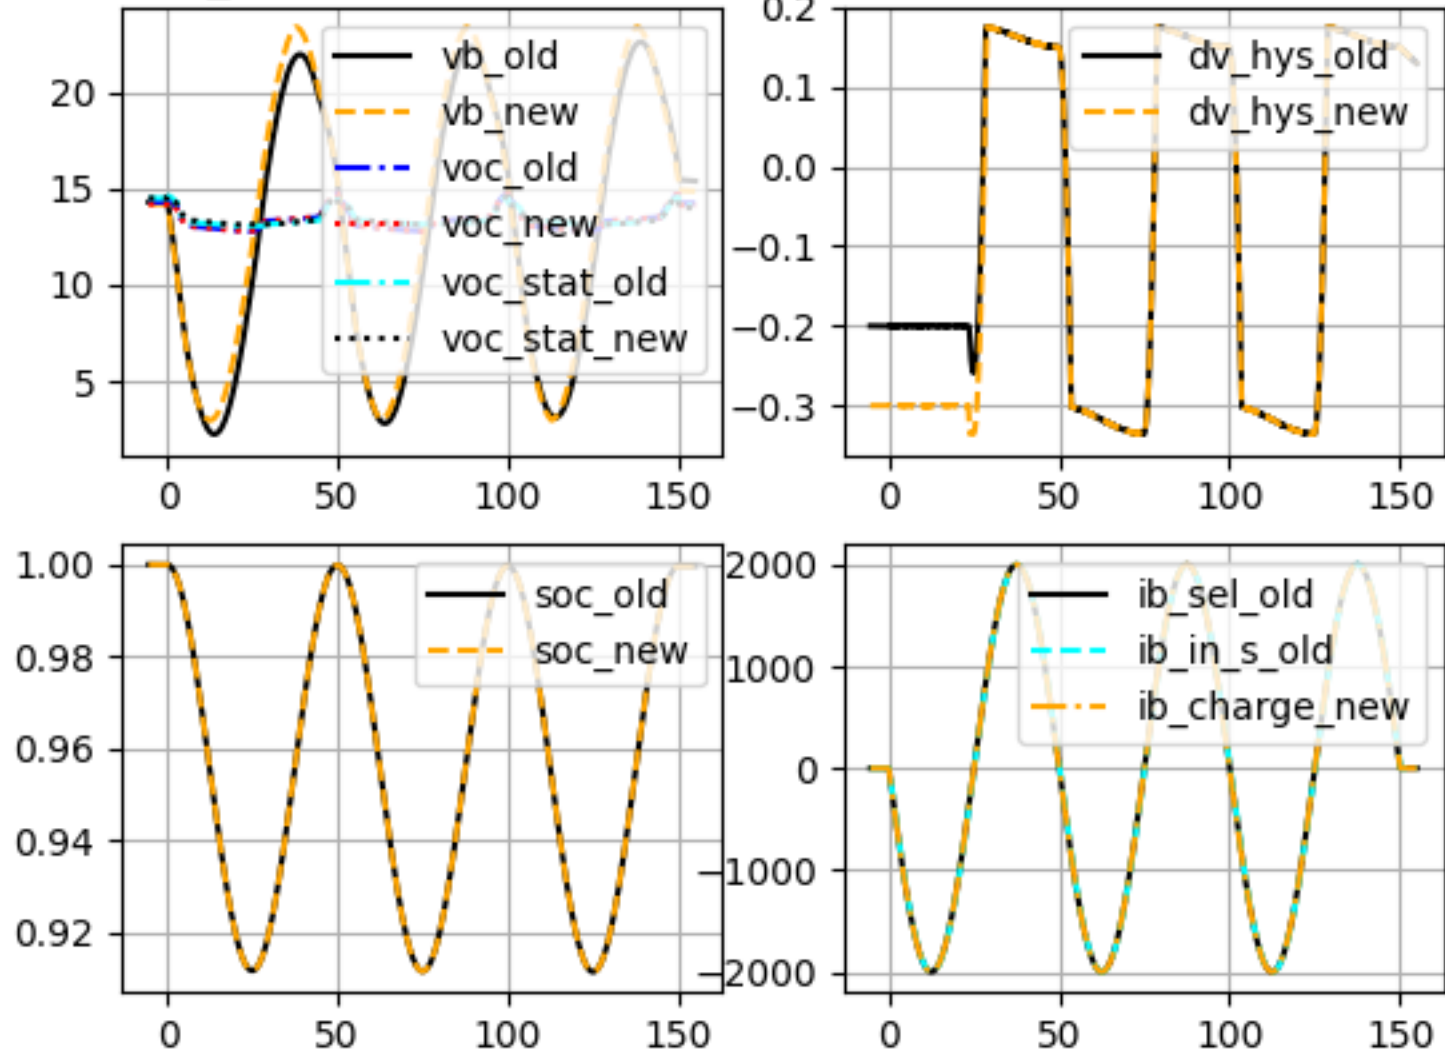 20
15
10
5
vb_old
vb_new
voc_old
voc_new
voc_stat_old
voc_stat_new
0
50
100
150
0.2
0.1
0.0
−0.1
−0.2
−0.3
dv_hys_old
dv_hys_new
0
50
100
150
1.00
0.98
0.96
0.94
0.92
soc_old
soc_new
0
50
100
150
2000
1000
0
−1000
−2000
ib_sel_old
ib_in_s_old
ib_charge_new
0
50
100
150